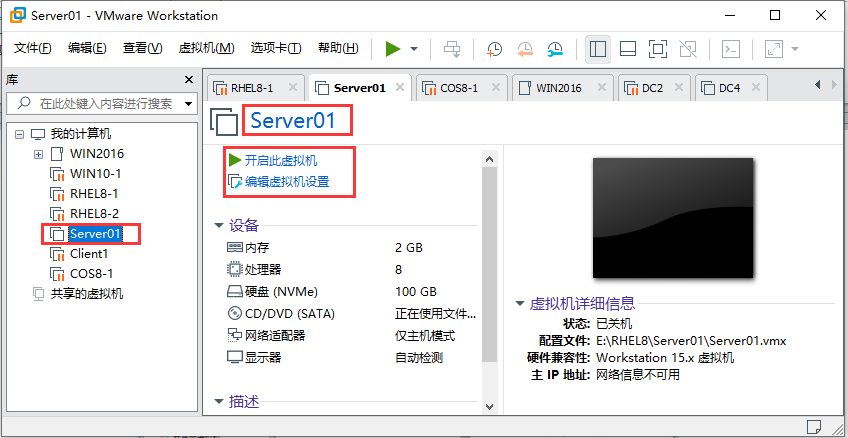 Server01 - VMware Workstation
文件(F) 编辑(E) 查看(V) 虚拟机(M) 选项卡(T) 帮助(H)
库
在此处键入内容进行搜索
我的计算机
WIN2016
WIN10-1
RHEL8-1
RHEL8-2
Server01
Client1
COS8-1
共享的虚拟机
RHEL8-1 Server01 COS8-1 WIN2016 DC2 DC4
Server01
开启此虚拟机
编辑虚拟机设置
设备
内存 2 GB
处理器 8
硬盘 (NVMe) 100 GB
CD/DVD (SATA) 正在使用文件...
网络适配器 仅主机模式
显示器 自动检测
描述
虚拟机详细信息
状态: 已关机
配置文件: E:\RHEL8\Server01\Server01.vmx
硬件兼容性: Workstation 15.x 虚拟机
主 IP 地址: 网络信息不可用